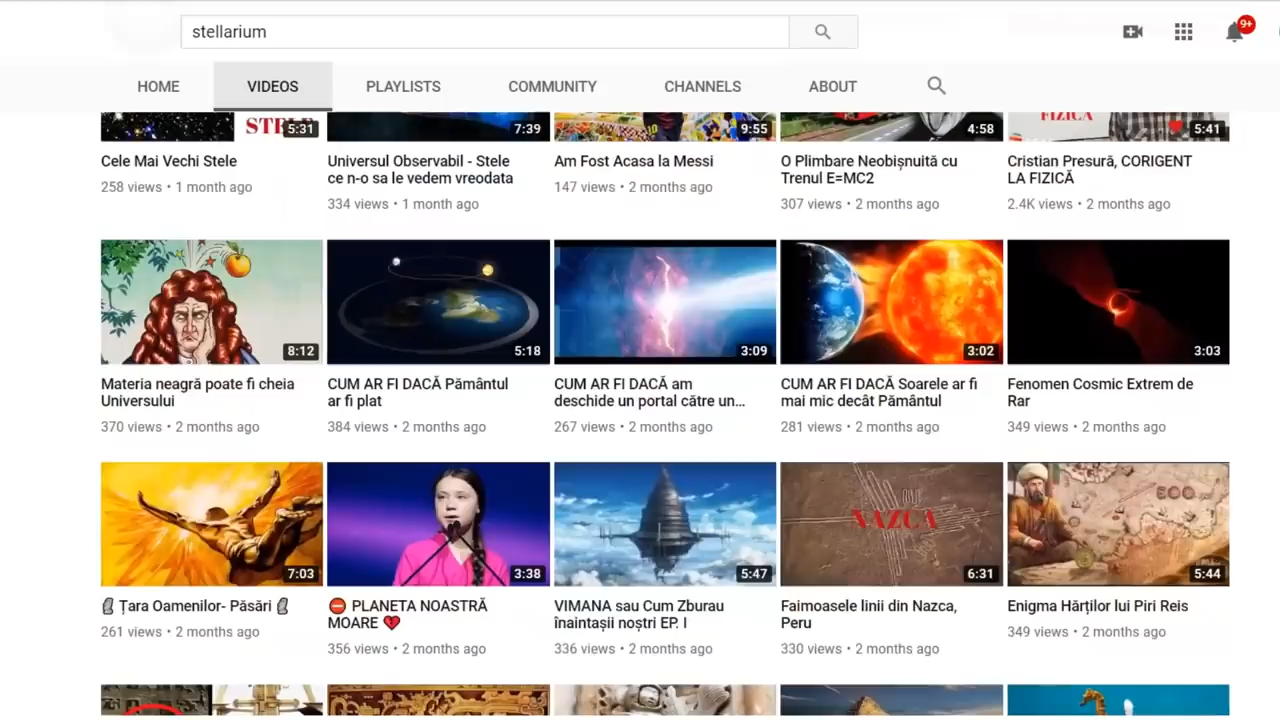 stellarium
9+
HOME VIDEOS PLAYLISTS COMMUNITY CHANNELS ABOUT
STELE 5:31 7:39 10 9:55 4:58 FIZICA 5:41
Cele Mai Vechi Stele
258 views • 1 month ago
Universul Observabil - Stele
ce n-o sa le vedem vreodata
334 views • 1 month ago
Am Fost Acasa la Messi
147 views • 2 months ago
O Plimbare Neobișnuită cu
Trenul E=MC2
307 views • 2 months ago
Cristian Presură, CORIGENT
LA FIZICĂ
2.4K views • 2 months ago
8:12 5:18 3:09 3:02 3:03
Materia neagră poate fi cheia
Universului
370 views • 2 months ago
CUM AR FI DACĂ Pământul
ar fi plat
384 views • 2 months ago
CUM AR FI DACĂ am
deschide un portal către un...
267 views • 2 months ago
CUM AR FI DACĂ Soarele ar fi
mai mic decât Pământul
281 views • 2 months ago
Fenomen Cosmic Extrem de
Rar
349 views • 2 months ago
NAZCA
7:03 3:38 5:47 6:31 5:44
🗿 Țara Oamenilor- Păsări 🗿
261 views • 2 months ago
⛔ PLANETA NOASTRĂ
MOARE 💔
356 views • 2 months ago
VIMANA sau Cum Zburau
înaintașii noștri EP. I
336 views • 2 months ago
Faimoasele linii din Nazca,
Peru
330 views • 2 months ago
Enigma Hărților lui Piri Reis
349 views • 2 months ago